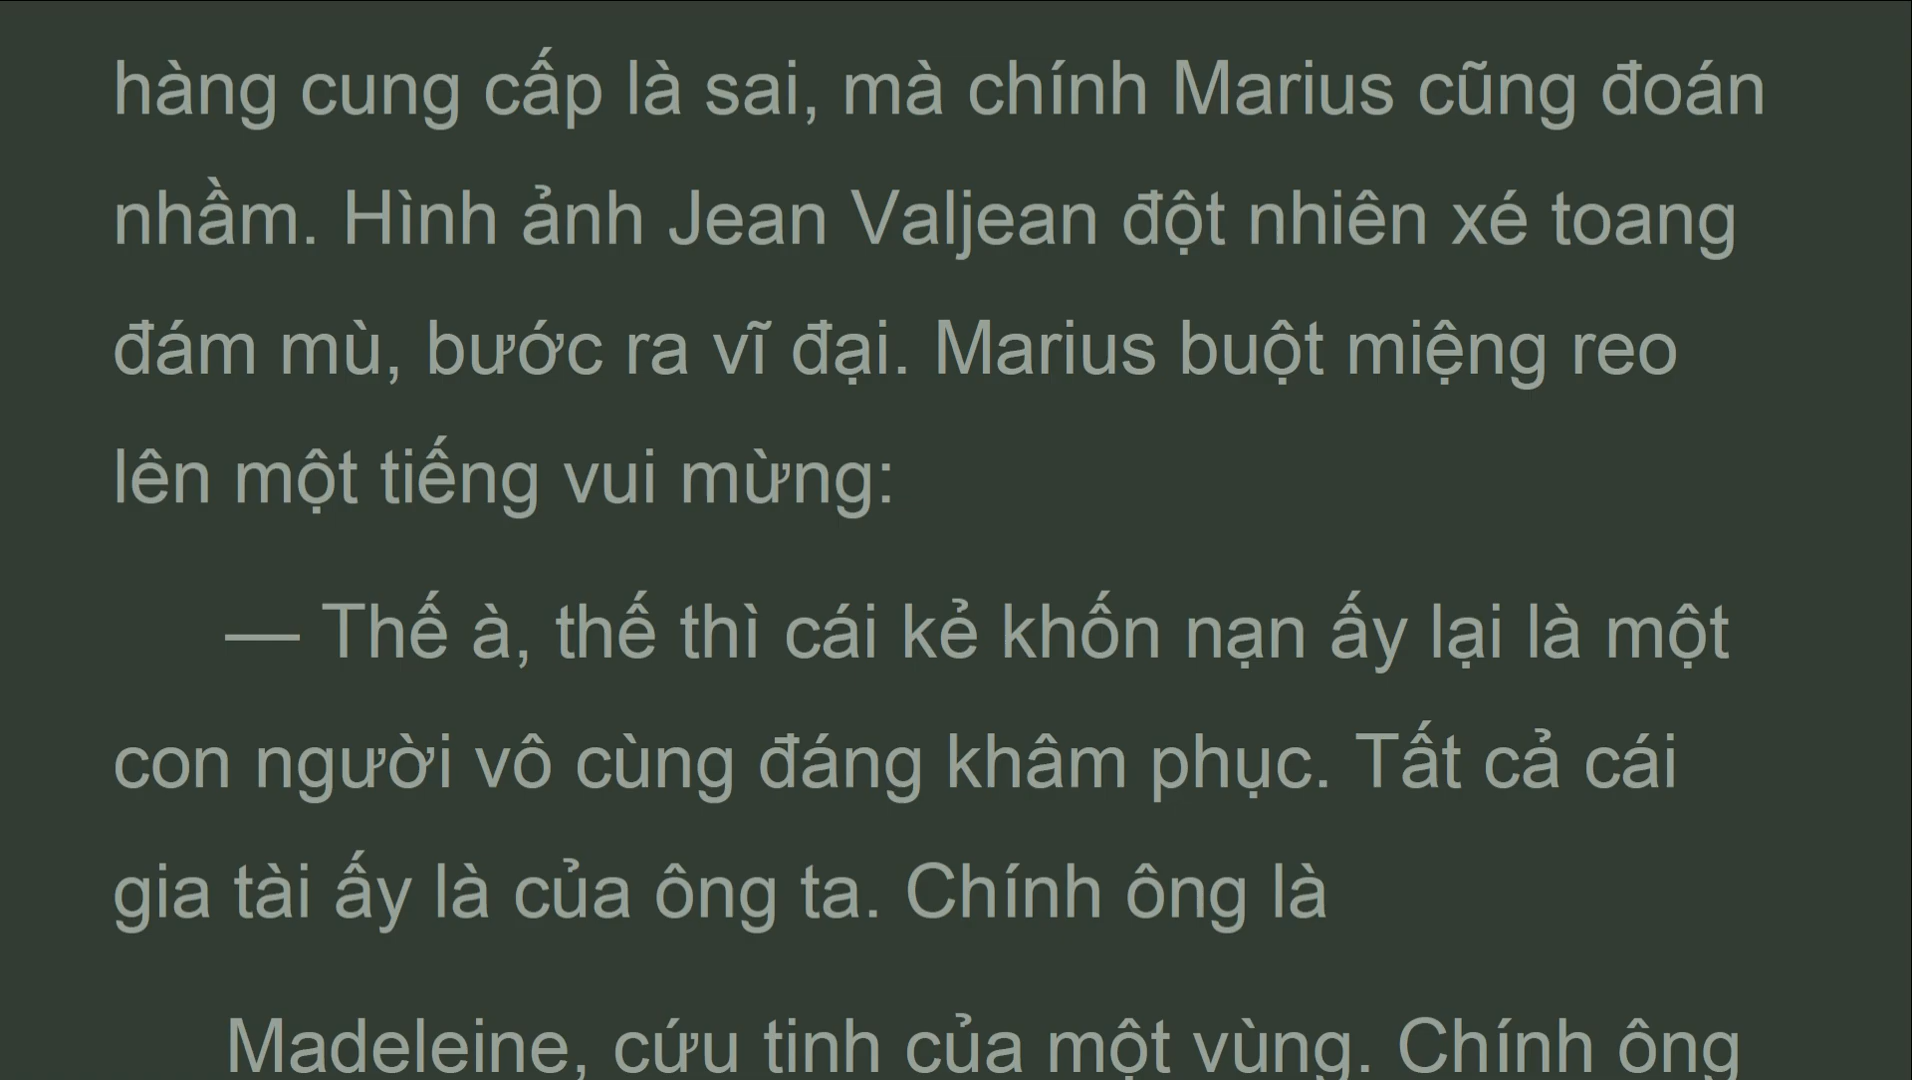 hàng cung cấp là sai, mà chính Marius cũng đoán
nhầm. Hình ảnh Jean Valjean đột nhiên xé toang
đám mù, bước ra vĩ đại. Marius buột miệng reo
lên một tiếng vui mừng:
— Thế à, thế thì cái kẻ khốn nạn ấy lại là một
con người vô cùng đáng khâm phục. Tất cả cái
gia tài ấy là của ông ta. Chính ông là
Madeleine, cứu tinh của một vùng. Chính ông